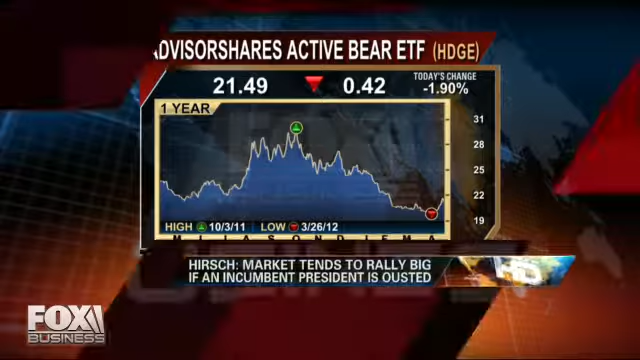 ADVISORSHARES ACTIVE BEAR ETF (HDGE)
21.49 0.42 TODAY'S CHANGE -1.90%
1 YEAR
31
28
25
22
19
HIGH 10/3/11 LOW 3/26/12
M J J A S O N D J F M A
HIRSCH: MARKET TENDS TO RALLY BIG
IF AN INCUMBENT PRESIDENT IS OUSTED
FOX
BUSINESS